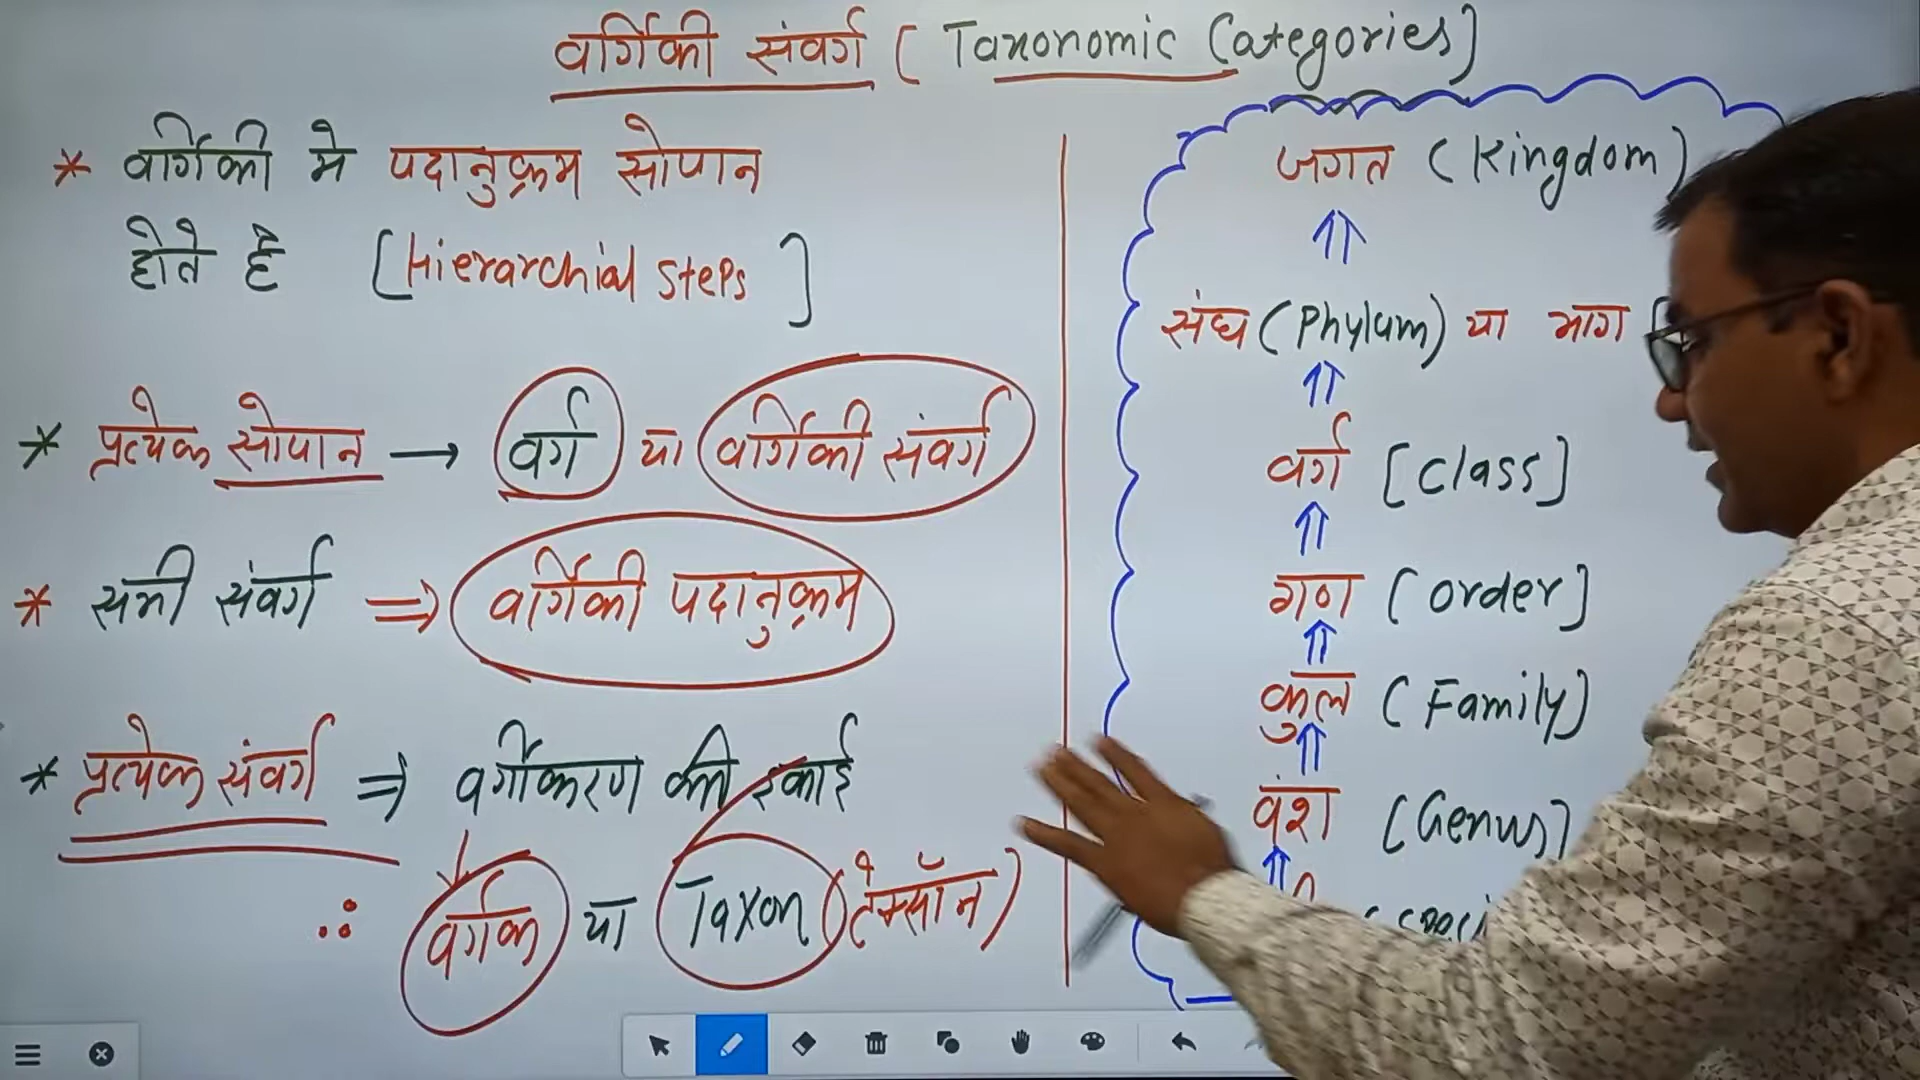 वर्गिकी संवर्ग ( Taxonomic Categories ]
* वर्गिकी मे पदानुक्रम सोपान
होते है [Hierarchial Steps ]
* प्रत्येक सोपान → वर्ग या वर्गिकी संवर्ग
* सभी संवर्ग ⇒ वर्गिकी पदानुक्रम
* प्रत्येक संवर्ग ⇒ वर्गीकरण की इकाई
∴ वर्गक या Taxon (टैक्सॉन)
जगत (Kingdom)
⇑
संघ (Phylum) या भाग [
⇑
वर्ग [Class]
⇑
गण (order]
⇑
कुल (Family)
⇑
वंश (Genus)
⇑